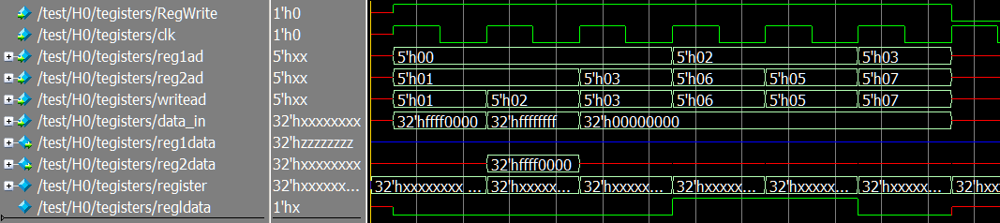 /test/H0/tegisters/RegWrite 1'h0
/test/H0/tegisters/clk 1'h0
/test/H0/tegisters/reg1ad 5'hxx 5'h00 5'h02 5'h03
/test/H0/tegisters/reg2ad 5'hxx 5'h01 5'h03 5'h06 5'h05 5'h07
/test/H0/tegisters/writead 5'hxx 5'h01 5'h02 5'h03 5'h06 5'h05 5'h07
/test/H0/tegisters/data_in 32'hxxxxxxxx 32'hffff0000 32'hffffffff 32'h00000000
/test/H0/tegisters/reg1data 32'hzzzzzzzz
/test/H0/tegisters/reg2data 32'hxxxxxxxx 32'hffff0000
/test/H0/tegisters/register 32'hxxxxxx... 32'hxxxxxxxx ... 32'hxxxxx... 32'hxxxxx... 32'hxxxxx... 32'hxxxxx... 32'hxxxxx... 32'hxxxxx...
/test/H0/tegisters/regldata 1'hx